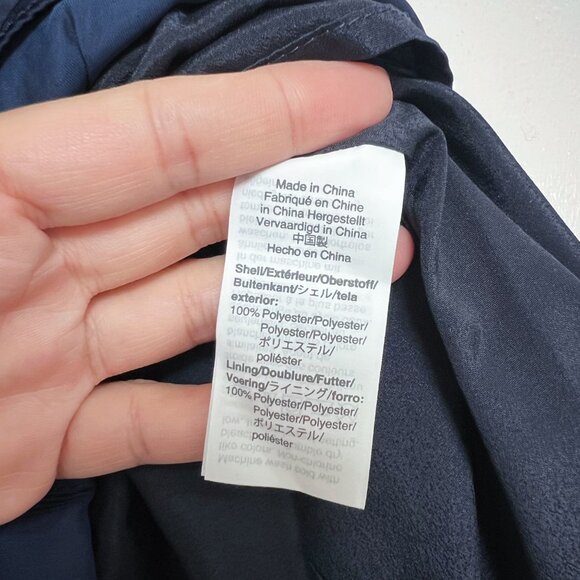 Made in China
Fabriqué en Chine
in China Hergestellt
Vervaardigd in China
中国製
Hecho en China
Shell/Extérieur/Oberstoff/
Buitenkant/シェル/tela
exterior:
100% Polyester/Polyester/
Polyester/Polyester/
ポリエステル/
poliéster
Lining/Doublure/Futter/
Voering/ライニング/forro:
100% Polyester/Polyester/
Polyester/Polyester/
ポリエステル/
poliéster